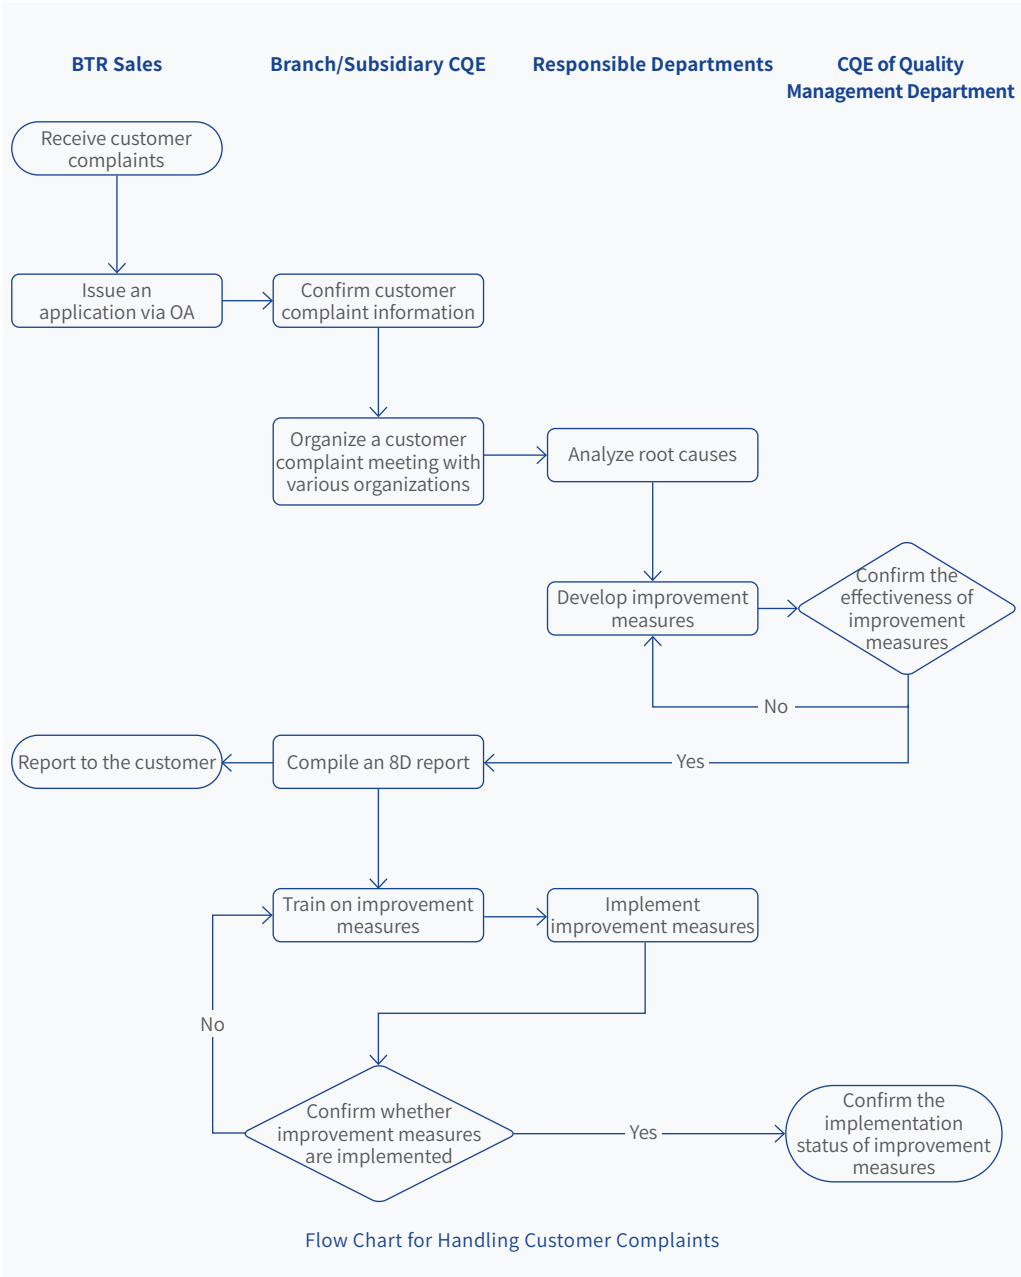 BTR Sales
Branch/Subsidiary CQE
Responsible Departments
CQE of Quality
Management Department
Receive customer
complaints
Issue an
application via OA
Confirm customer
complaint information
Organize a customer
complaint meeting with
various organizations
Analyze root causes
Develop improvement
measures
Confirm the
effectiveness of
improvement
measures
No
Yes
Compile an 8D report
Report to the customer
Train on improvement
measures
Implement
improvement measures
No
Confirm whether
improvement measures
are implemented
Yes
Confirm the
implementation
status of improvement
measures
Flow Chart for Handling Customer Complaints